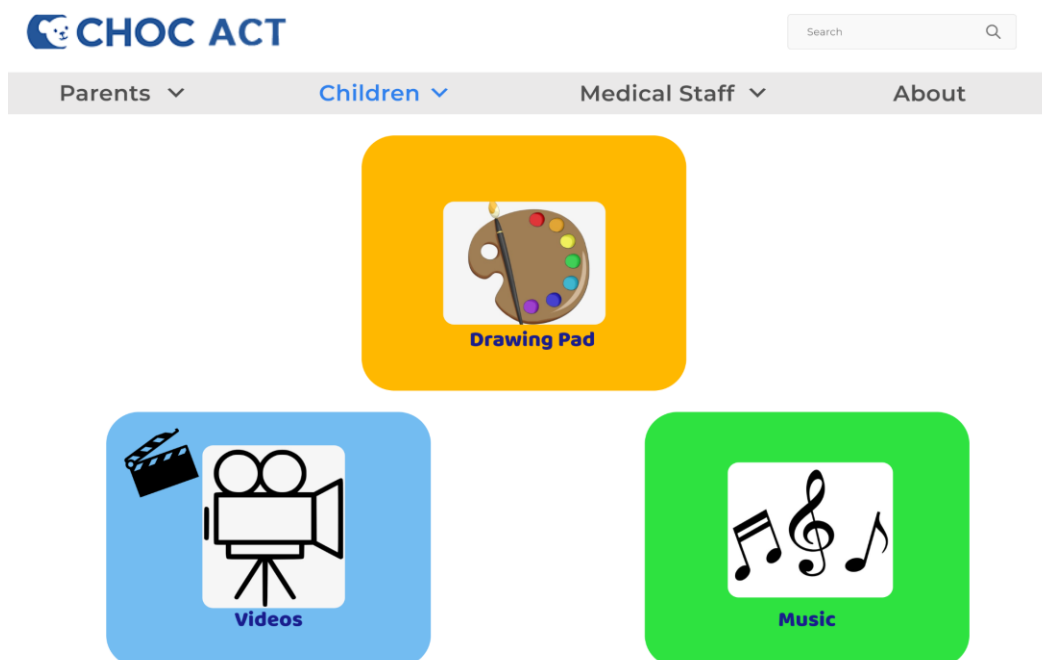 CHOC ACT
Search
Parents
Children
Medical Staff
About
Drawing Pad
Videos
Music